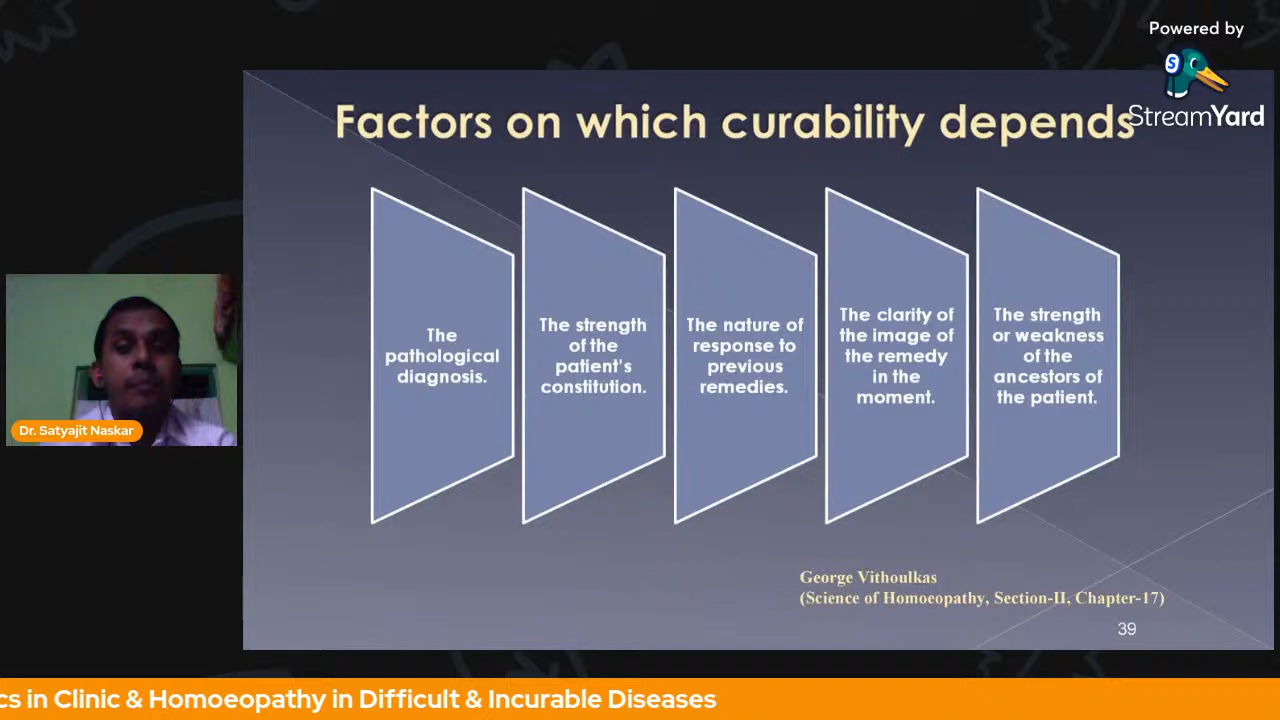 Powered by
StreamYard
Factors on which curability depends
The
pathological
diagnosis.
The strength
of the
patient's
constitution.
The nature of
response to
previous
remedies.
The clarity of
the image of
the remedy
in the
moment.
The strength
or weakness
of the
ancestors of
the patient.
George Vithoulkas
(Science of Homoeopathy, Section-II, Chapter-17)
39
Dr. Satyajit Naskar
cs in Clinic & Homoeopathy in Difficult & Incurable Diseases